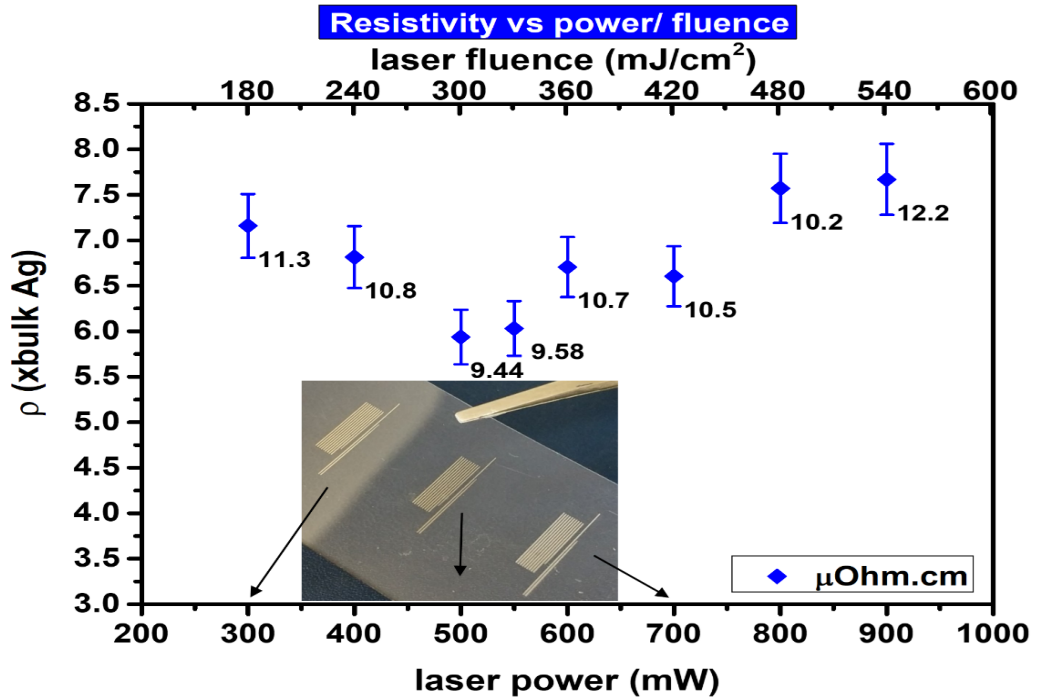 Resistivity vs power/ fluence
laser fluence (mJ/cm²)
180 240 300 360 420 480 540 600
8.5
8.0
7.5
7.0
6.5
6.0
5.5
5.0
4.5
4.0
3.5
3.0
ρ (xbulk Ag)
11.3
10.8
9.44
9.58
10.7
10.5
10.2
12.2
μOhm.cm
200 300 400 500 600 700 800 900 1000
laser power (mW)